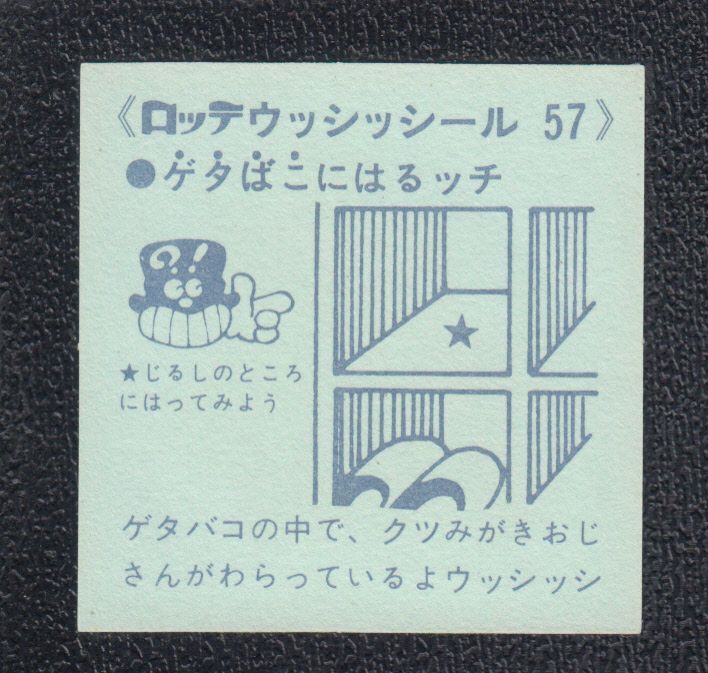 《ロッテウッシッシール 57》
●ゲタばこにはるッチ
?!
★じるしのところ
にはってみよう
★
ゲタバコの中で、クツみがきおじ
さんがわらっているよウッシッシ